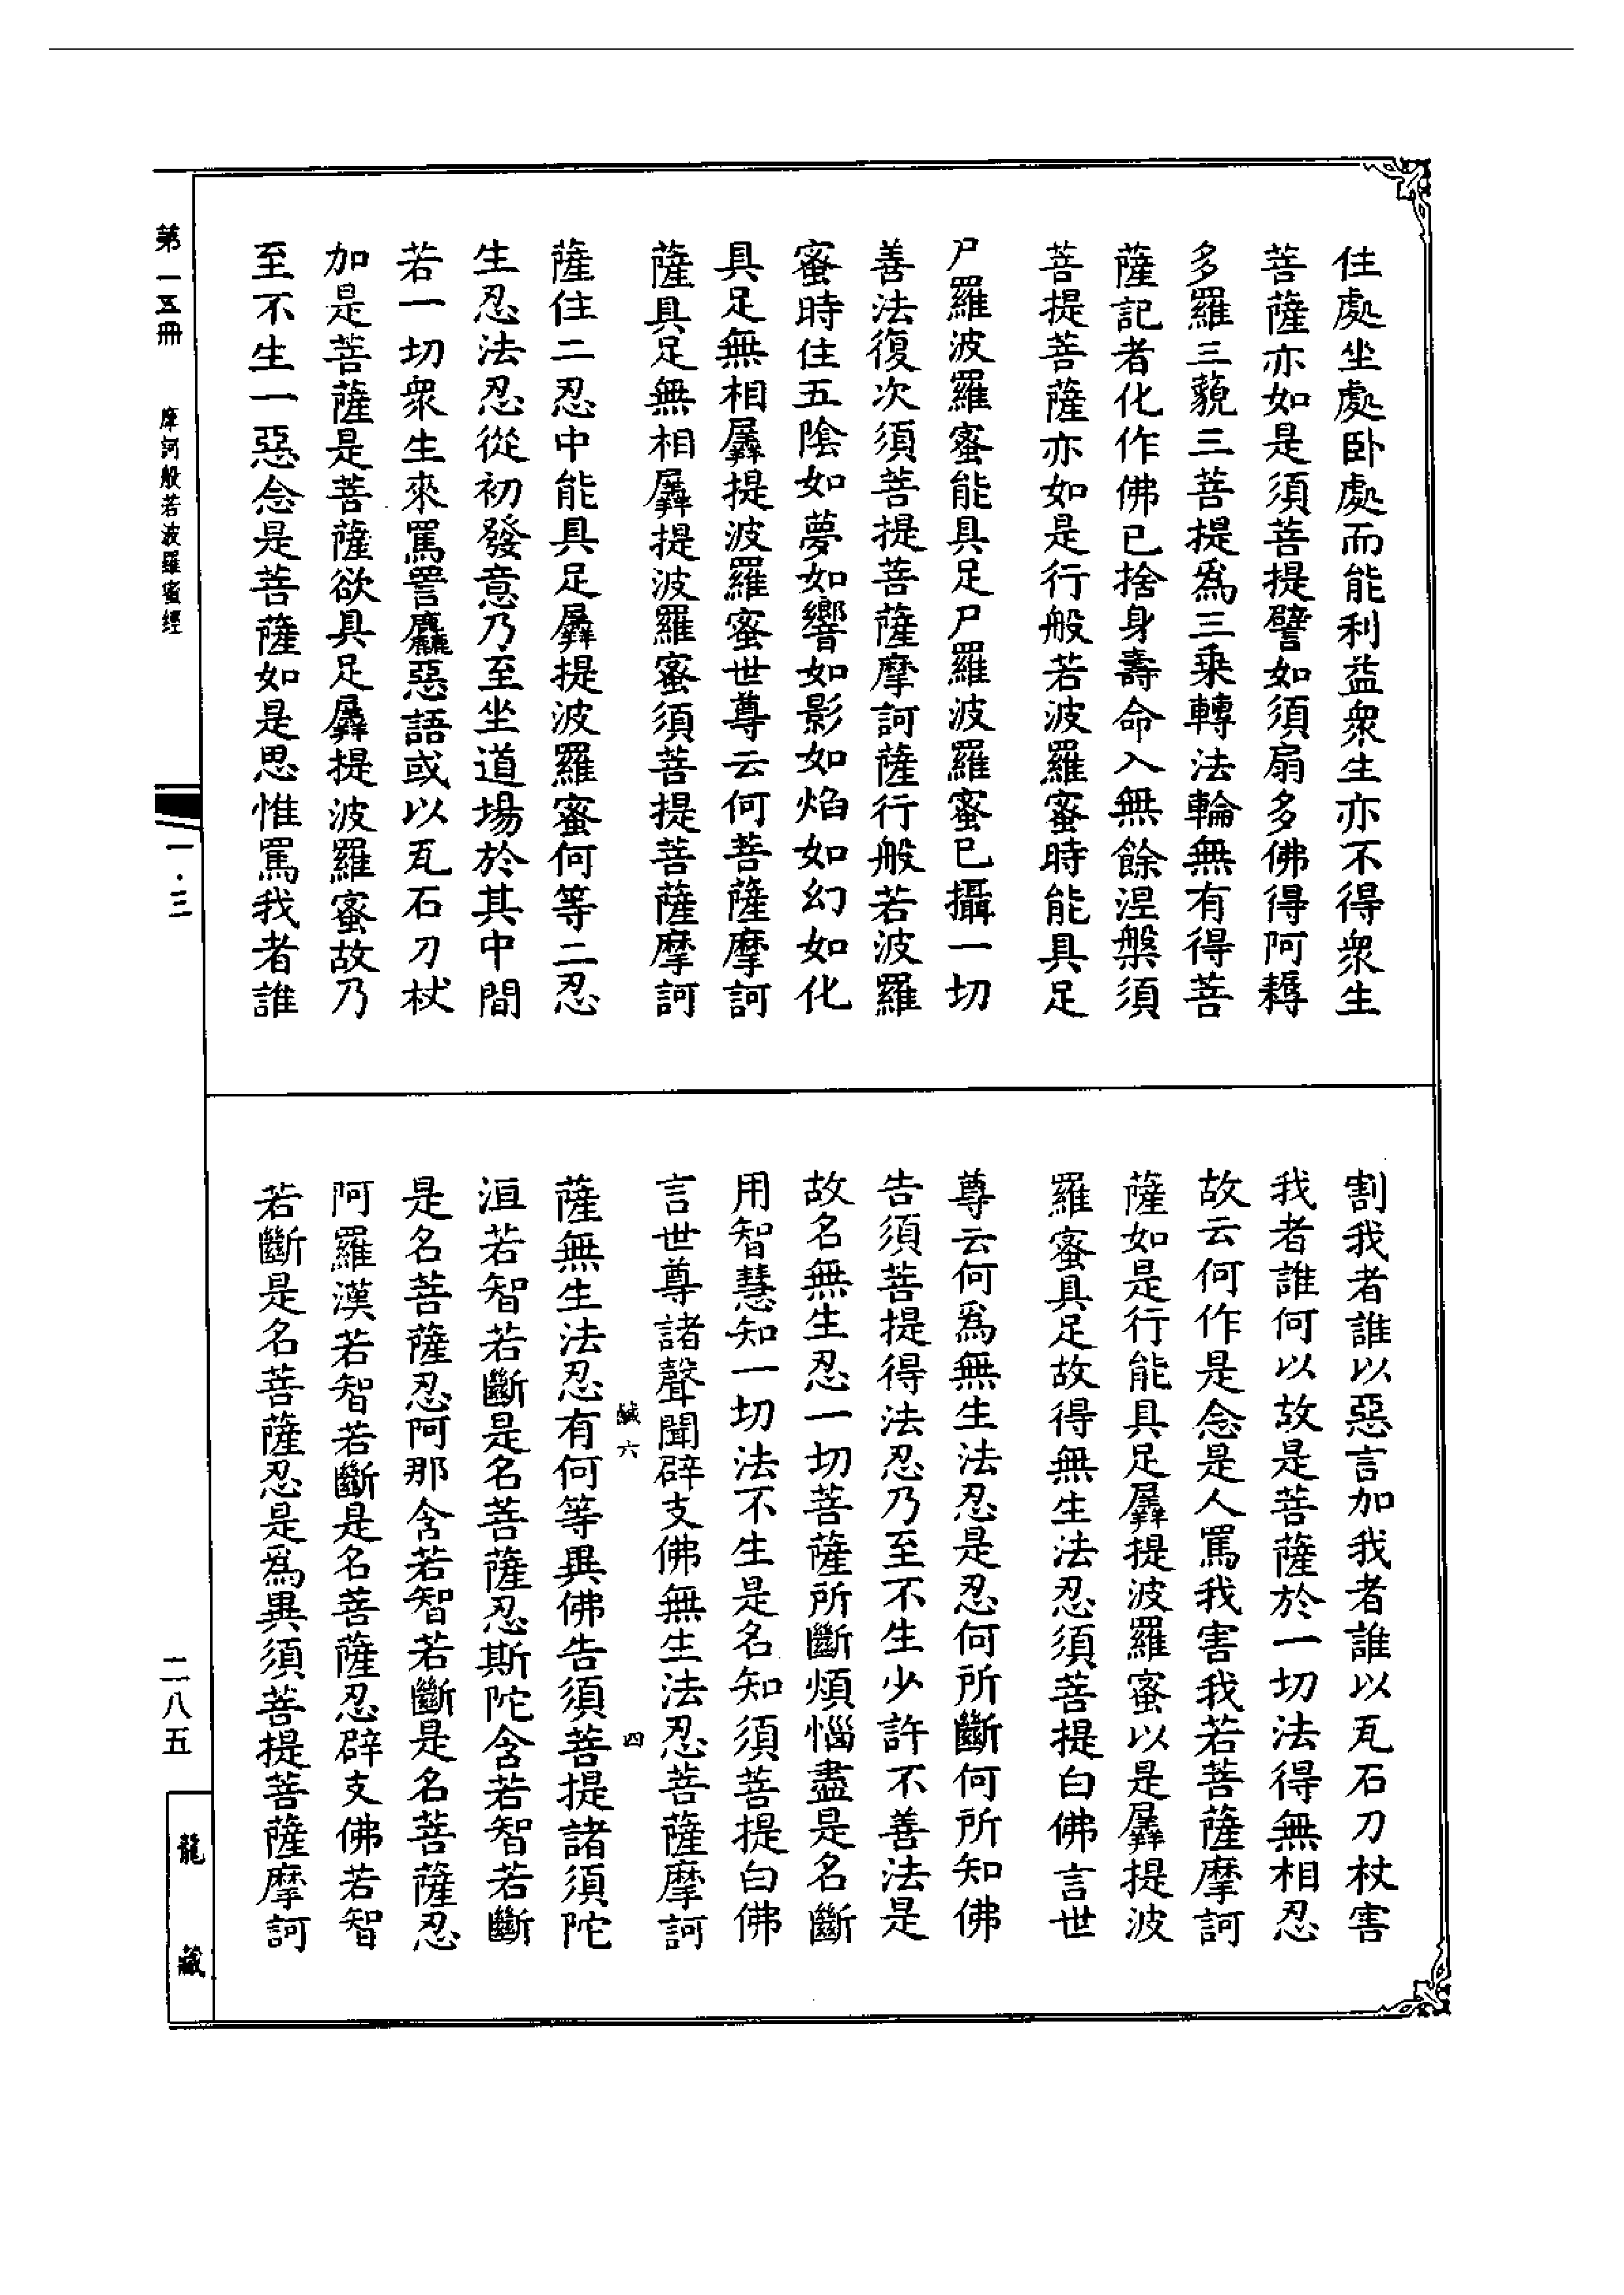 住處坐處卧處而能利益衆生亦不得衆生
菩薩亦如是須菩提譬如須扇多佛得阿耨
多羅三藐三菩提爲三乘轉法輪無有得菩
薩記者化作佛已捨身壽命入無餘涅槃須
菩提菩薩亦如是行般若波羅蜜時能具足
尸羅波羅蜜能具足尸羅波羅蜜已攝一切
善法復次須菩提菩薩摩訶薩行般若波羅
蜜時住五陰如夢如響如影如焰如幻如化
具足無相羼提波羅蜜世尊云何菩薩摩訶
薩具足無相羼提波羅蜜須菩提菩薩摩訶
薩住二忍中能具足羼提波羅蜜何等二忍
生忍法忍從初發意乃至坐道場於其中間
若一切衆生來罵詈麤惡語或以瓦石刀杖
加是菩薩是菩薩欲具足羼提波羅蜜故乃
至不生一惡念是菩薩如是思惟罵我者誰
割我者誰以惡言加我者誰以瓦石刀杖害
我者誰何以故是菩薩於一切法得無相忍
故云何作是念是人罵我害我若菩薩摩訶
薩如是行能具足羼提波羅蜜以是羼提波
羅蜜具足故得無生法忍須菩提白佛言世
尊云何爲無生法忍是忍何所斷何所知佛
告須菩提得法忍乃至不生少許不善法是
故名無生忍一切菩薩所斷煩惱盡是名斷
用智慧知一切法不生是名知須菩提白佛
言世尊諸聲聞辟支佛無生法忍菩薩摩訶
鹹六 四
薩無生法忍有何等異佛告須菩提諸須陀
洹若智若斷是名菩薩忍斯陀含若智若斷
是名菩薩忍阿那含若智若斷是名菩薩忍
阿羅漢若智若斷是名菩薩忍辟支佛若智
若斷是名菩薩忍是爲異須菩提菩薩摩訶
第一五冊 摩訶般若波羅蜜經 一·三 二八五 龍藏